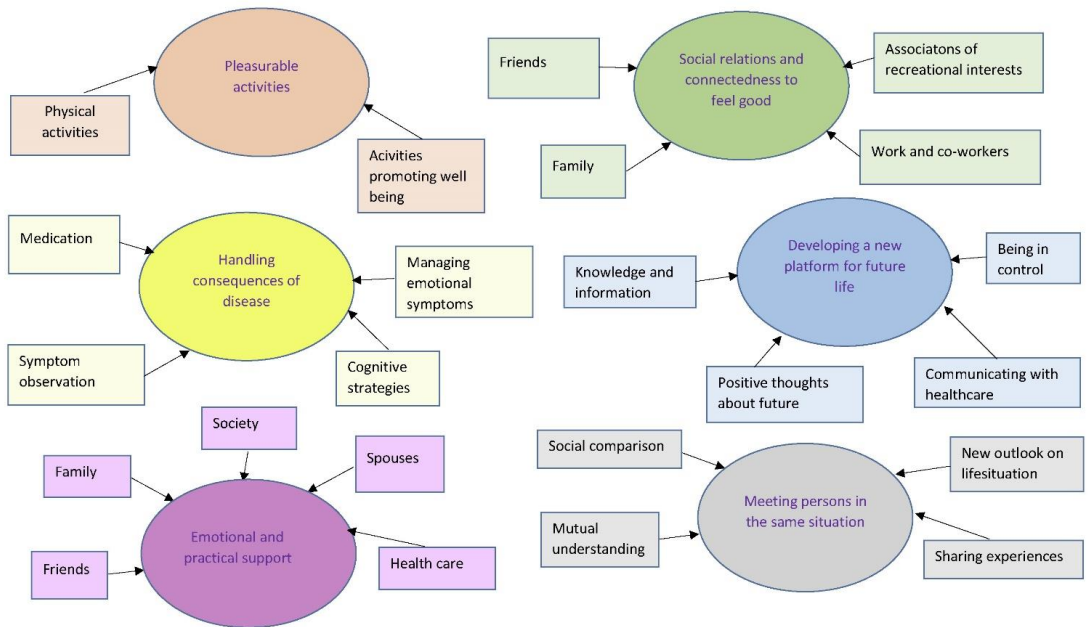 Pleasurable
activities
Physical
activities
Acivities
promoting well
being
Social relations and
connectedness to
feel good
Friends
Associatons of
recreational interests
Family
Work and co-workers
Handling
consequences of
disease
Medication
Managing
emotional
symptoms
Symptom
observation
Cognitive
strategies
Developing a new
platform for future
life
Knowledge and
information
Being in
control
Positive thoughts
about future
Communicating with
healthcare
Emotional and
practical support
Society
Family
Spouses
Friends
Health care
Meeting persons in
the same situation
Social comparison
New outlook on
lifesituation
Mutual
understanding
Sharing experiences